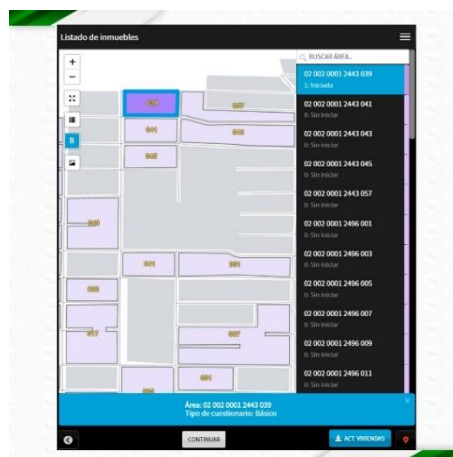 Listado de inmuebles
BUSCAR ÁREA...
02 002 0001 2443 039
1: Iniciada
02 002 0001 2443 041
0: Sin iniciar
02 002 0001 2443 043
0: Sin iniciar
02 002 0001 2443 045
0: Sin iniciar
02 002 0001 2443 057
0: Sin iniciar
02 002 0001 2496 001
0: Sin iniciar
02 002 0001 2496 003
0: Sin iniciar
02 002 0001 2496 005
0: Sin iniciar
02 002 0001 2496 007
0: Sin iniciar
02 002 0001 2496 009
0: Sin iniciar
02 002 0001 2496 011
0: Sin iniciar
+
−
B
039
041
043
045
041
Área: 02 002 0001 2443 039
Tipo de cuestionario: Básico
CONTINUAR
ACT. VIVIENDAS